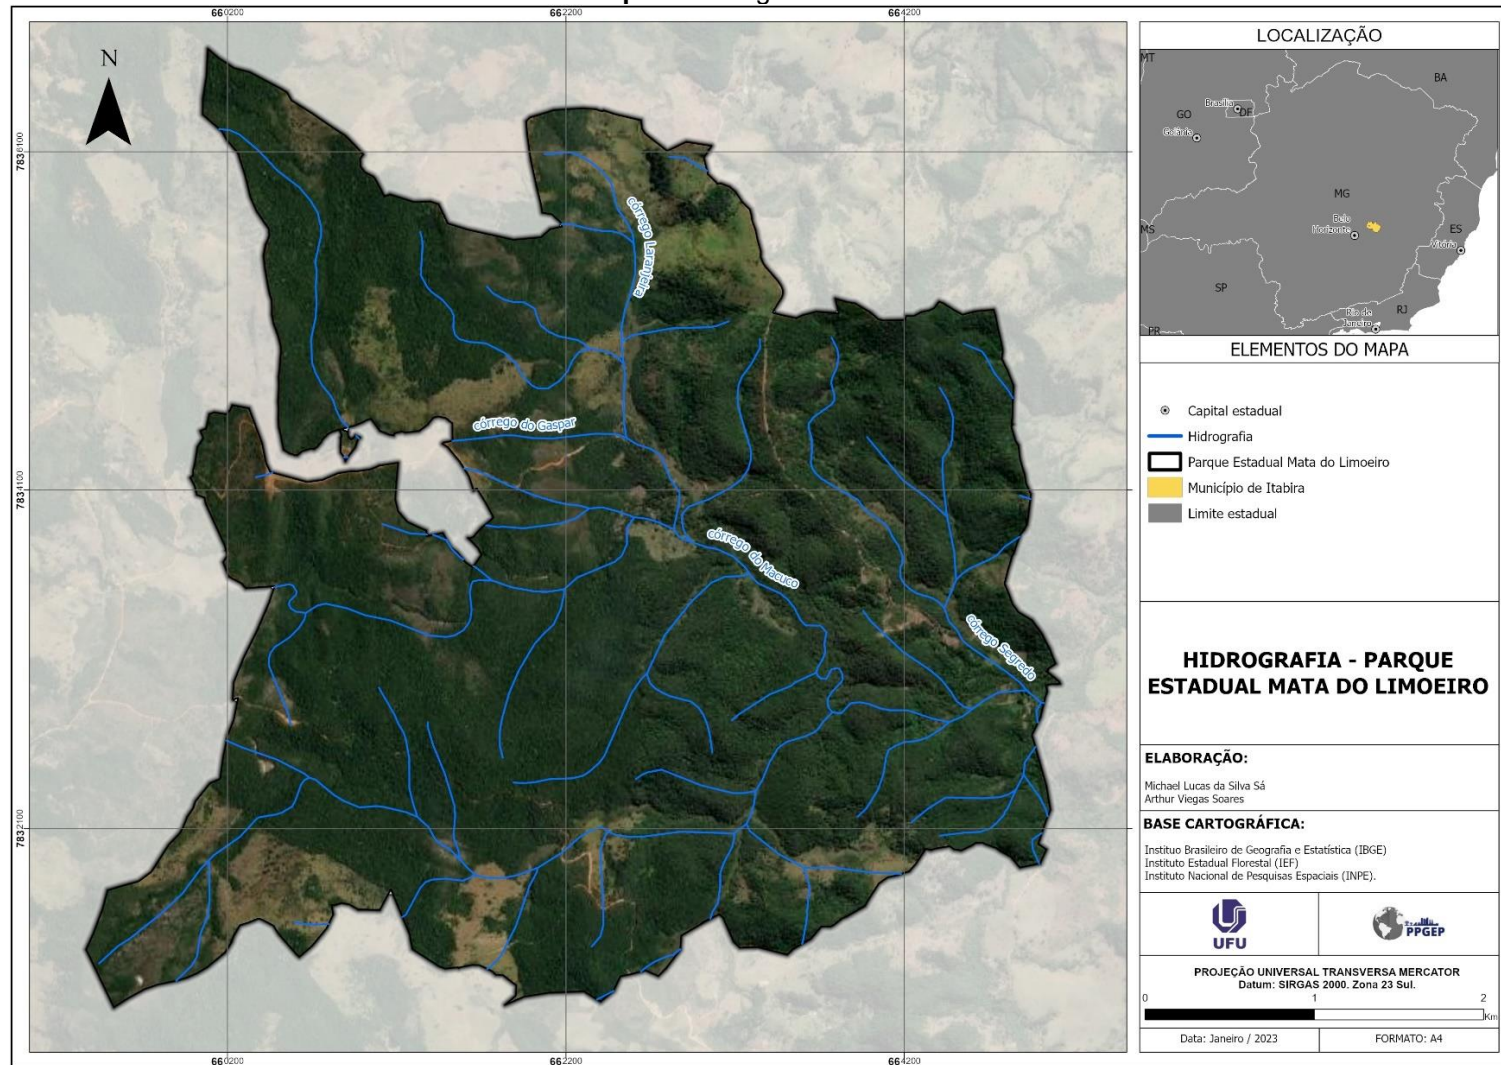 660200 662200 664200
N
7836100
7834100
7832100
córrego Laranjeira
córrego do Gaspar
córrego do Macuco
córrego Segredo
660200 662200 664200
LOCALIZAÇÃO
MT
BA
Brasília
DF
GO
Goiânia
MG
Belo
Horizonte
MS
ES
Vitória
SP
RJ
Rio de
Janeiro
PR
ELEMENTOS DO MAPA
Capital estadual
Hidrografia
Parque Estadual Mata do Limoeiro
Município de Itabira
Limite estadual
HIDROGRAFIA - PARQUE
ESTADUAL MATA DO LIMOEIRO
ELABORAÇÃO:
Michael Lucas da Silva Sá
Arthur Viegas Soares
BASE CARTOGRÁFICA:
Instituo Brasileiro de Geografia e Estatística (IBGE)
Instituto Estadual Florestal (IEF)
Instituto Nacional de Pesquisas Espaciais (INPE).
UFU
PPGEP
PROJEÇÃO UNIVERSAL TRANSVERSA MERCATOR
Datum: SIRGAS 2000. Zona 23 Sul.
0 1 2
Km
Data: Janeiro / 2023
FORMATO: A4